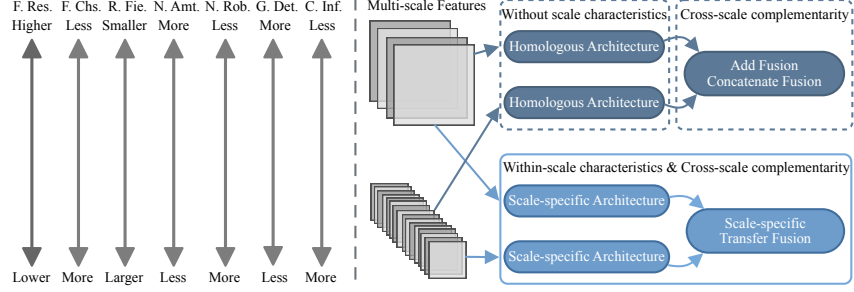 F. Res. F. Chs. R. Fie. N. Amt. N. Rob. G. Det. C. Inf.
Higher Less Smaller More Less More Less
Lower More Larger Less More Less More
Multi-scale Features
Without scale characteristics
Cross-scale complementarity
Homologous Architecture
Homologous Architecture
Add Fusion
Concatenate Fusion
Within-scale characteristics & Cross-scale complementarity
Scale-specific Architecture
Scale-specific Architecture
Scale-specific
Transfer Fusion